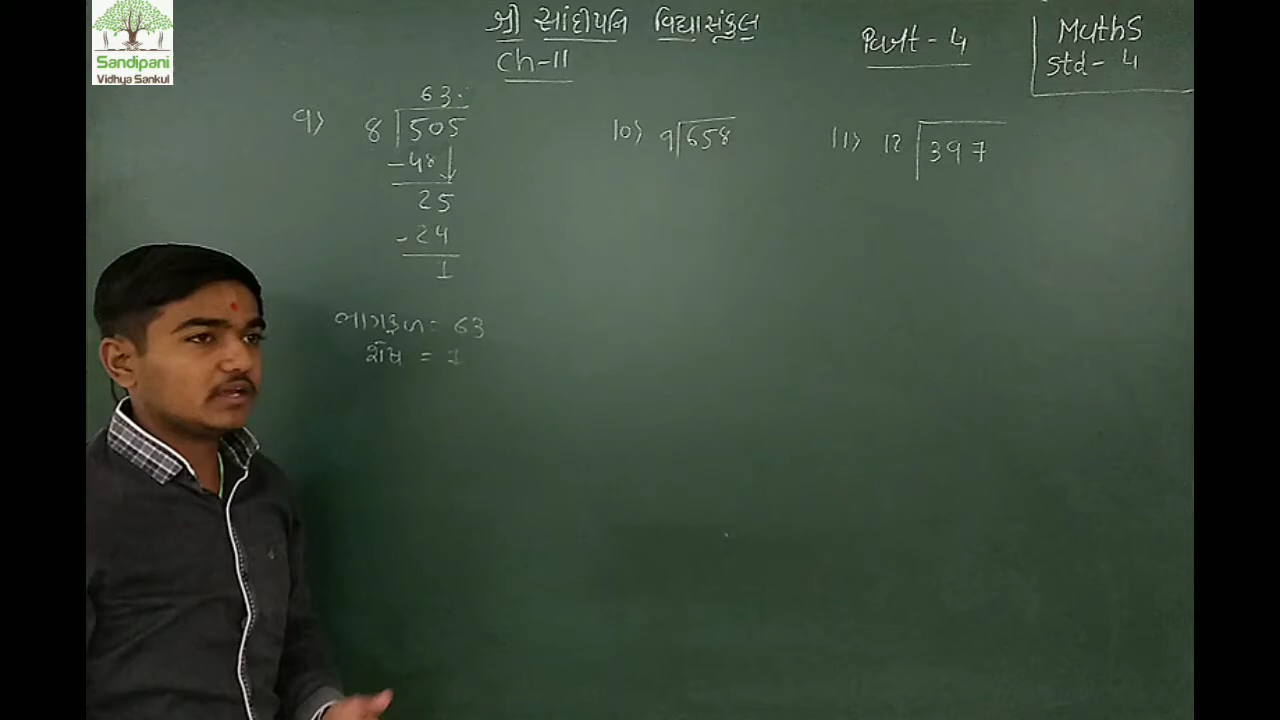 Sandipani
Vidhya Sankul
શ્રી સાંદીપનિ વિદ્યાસંકુલ
Ch-11
Part - 4
Maths
Std - 4
9) 8 505
63
-48
25
-24
1
ભાગફળ = 63
શેષ = 1
10) 9 658
11) 12 397